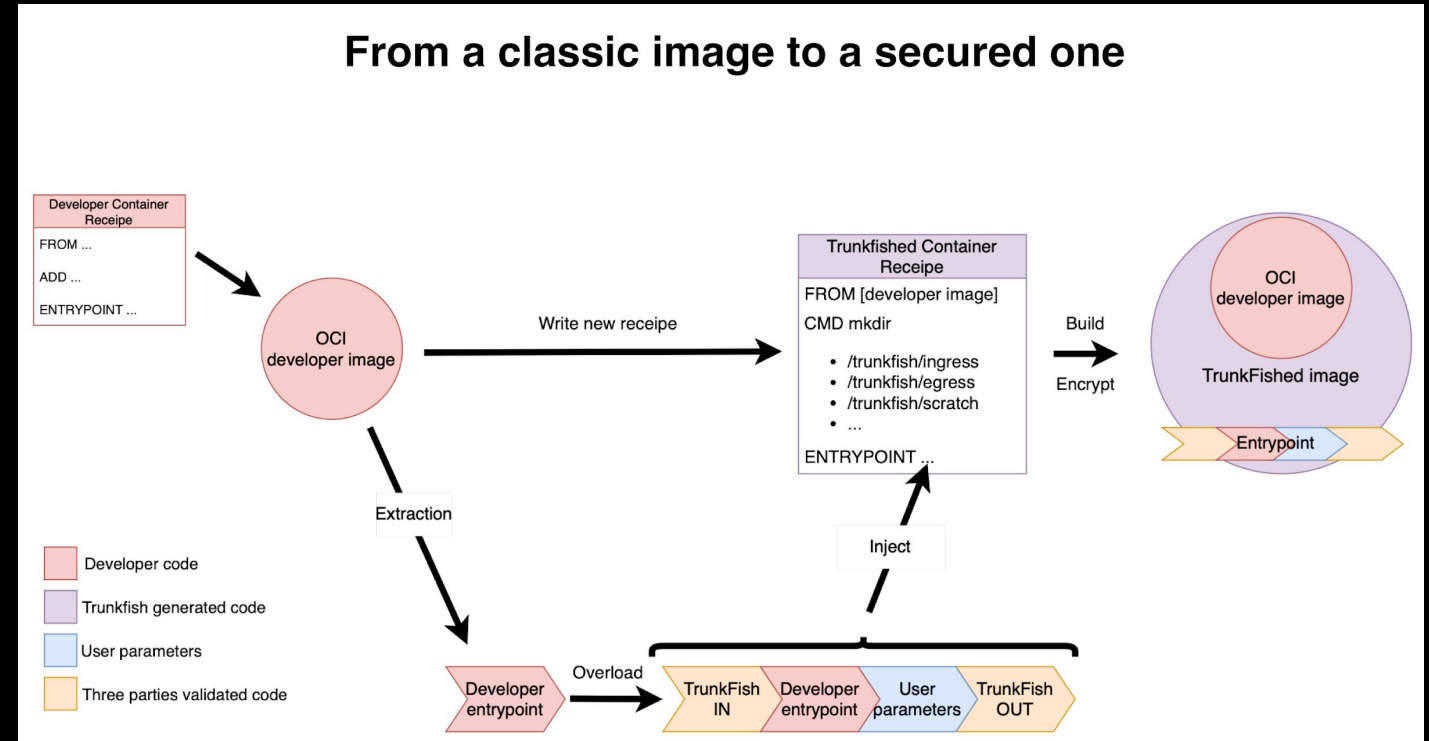 From a classic image to a secured one
Developer Container
Receipe
FROM ...
ADD ...
ENTRYPOINT ...
OCI
developer image
Write new receipe
Trunkfished Container
Receipe
FROM [developer image]
CMD mkdir
• /trunkfish/ingress
• /trunkfish/egress
• /trunkfish/scratch
• ...
ENTRYPOINT ...
Build
Encrypt
OCI
developer image
TrunkFished image
Entrypoint
Extraction
Inject
Developer code
Trunkfish generated code
User parameters
Three parties validated code
Developer
entrypoint
Overload
TrunkFish
IN
Developer
entrypoint
User
parameters
TrunkFish
OUT